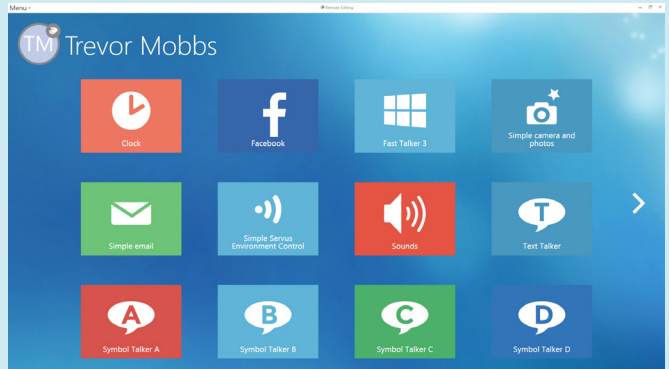 Menu
Remote Editing
TM
Trevor Mobbs
Clock
Facebook
Fast Talker 3
Simple camera and
photos
Simple email
Simple Servus
Environment Control
Sounds
T
Text Talker
A
Symbol Talker A
B
Symbol Talker B
C
Symbol Talker C
D
Symbol Talker D